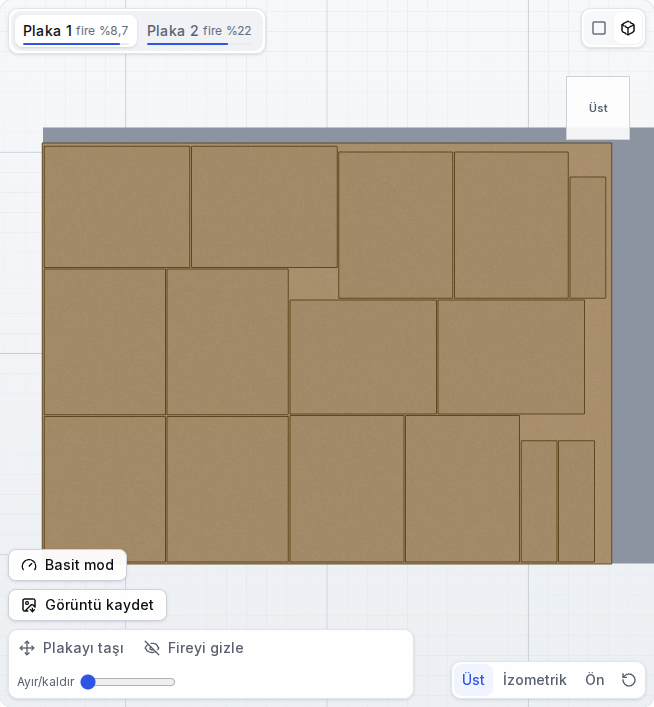 Plaka 1 fire %8,7 Plaka 2 fire %22
Üst
Basit mod
Görüntü kaydet
Plakayı taşı Fireyi gizle
Ayır/kaldır
Üst İzometrik Ön